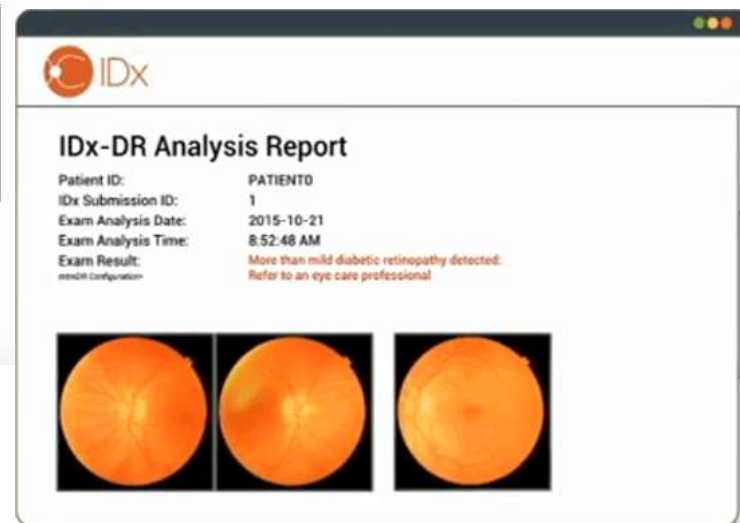 IDx
IDx-DR Analysis Report
Patient ID: PATIENT0
IDx Submission ID: 1
Exam Analysis Date: 2015-10-21
Exam Analysis Time: 8:52:48 AM
Exam Result: More than mild diabetic retinopathy detected:
Refer to an eye care professional